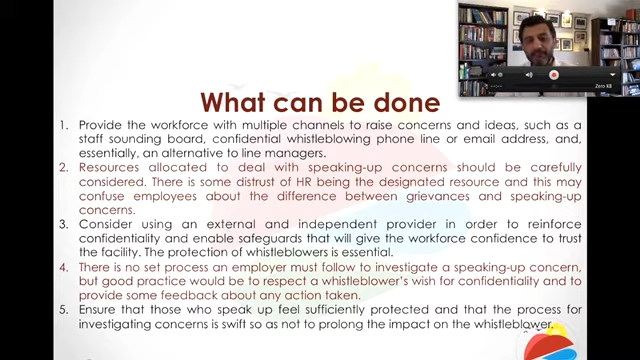 What can be done
1. Provide the workforce with multiple channels to raise concerns and ideas, such as a
staff sounding board, confidential whistleblowing phone line or email address, and,
essentially, an alternative to line managers.
2. Resources allocated to deal with speaking-up concerns should be carefully
considered. There is some distrust of HR being the designated resource and this may
confuse employees about the difference between grievances and speaking-up
concerns.
3. Consider using an external and independent provider in order to reinforce
confidentiality and enable safeguards that will give the workforce confidence to trust
the facility. The protection of whistleblowers is essential.
4. There is no set process an employer must follow to investigate a speaking-up concern,
but good practice would be to respect a whistleblower's wish for confidentiality and to
provide some feedback about any action taken.
5. Ensure that those who speak up feel sufficiently protected and that the process for
investigating concerns is swift so as not to prolong the impact on the whistleblower.